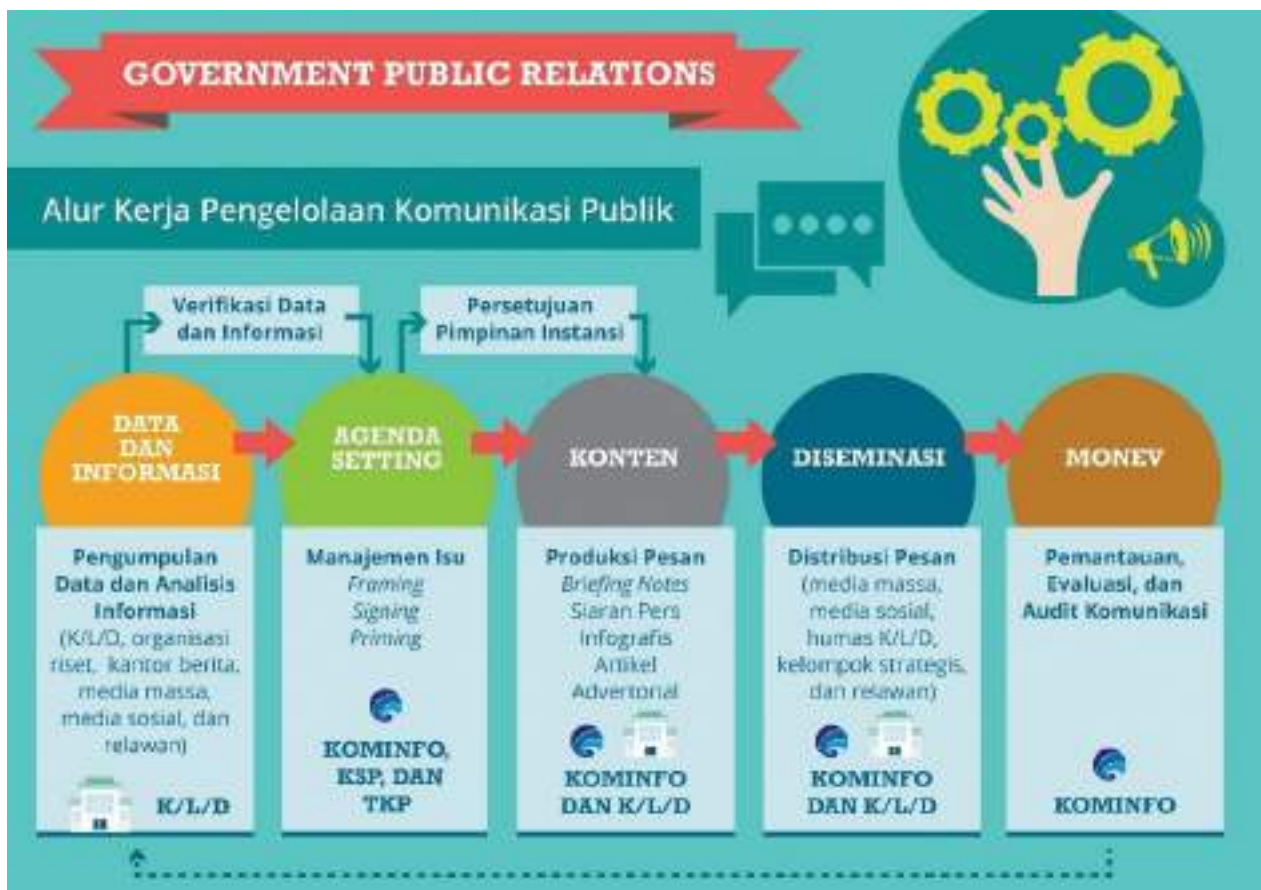 GOVERNMENT PUBLIC RELATIONS
Alur Kerja Pengelolaan Komunikasi Publik
Verifikasi Data
dan Informasi
Persetujuan
Pimpinan Instansi
DATA
DAN
INFORMASI
AGENDA
SETTING
KONTEN
DISEMINASI
MONEV
Pengumpulan
Data dan Analisis
Informasi
(K/L/D, organisasi
riset, kantor berita,
media massa,
media sosial, dan
relawan)
K/L/D
Manajemen Isu
Framing
Signing
Priming
KOMINFO,
KSP, DAN
TKP
Produksi Pesan
Briefing Notes
Siaran Pers
Infografis
Artikel
Advertorial
KOMINFO
DAN K/L/D
Distribusi Pesan
(media massa,
media sosial,
humas K/L/D,
kelompok strategis,
dan relawan)
KOMINFO
DAN K/L/D
Pemantauan,
Evaluasi, dan
Audit Komunikasi
KOMINFO